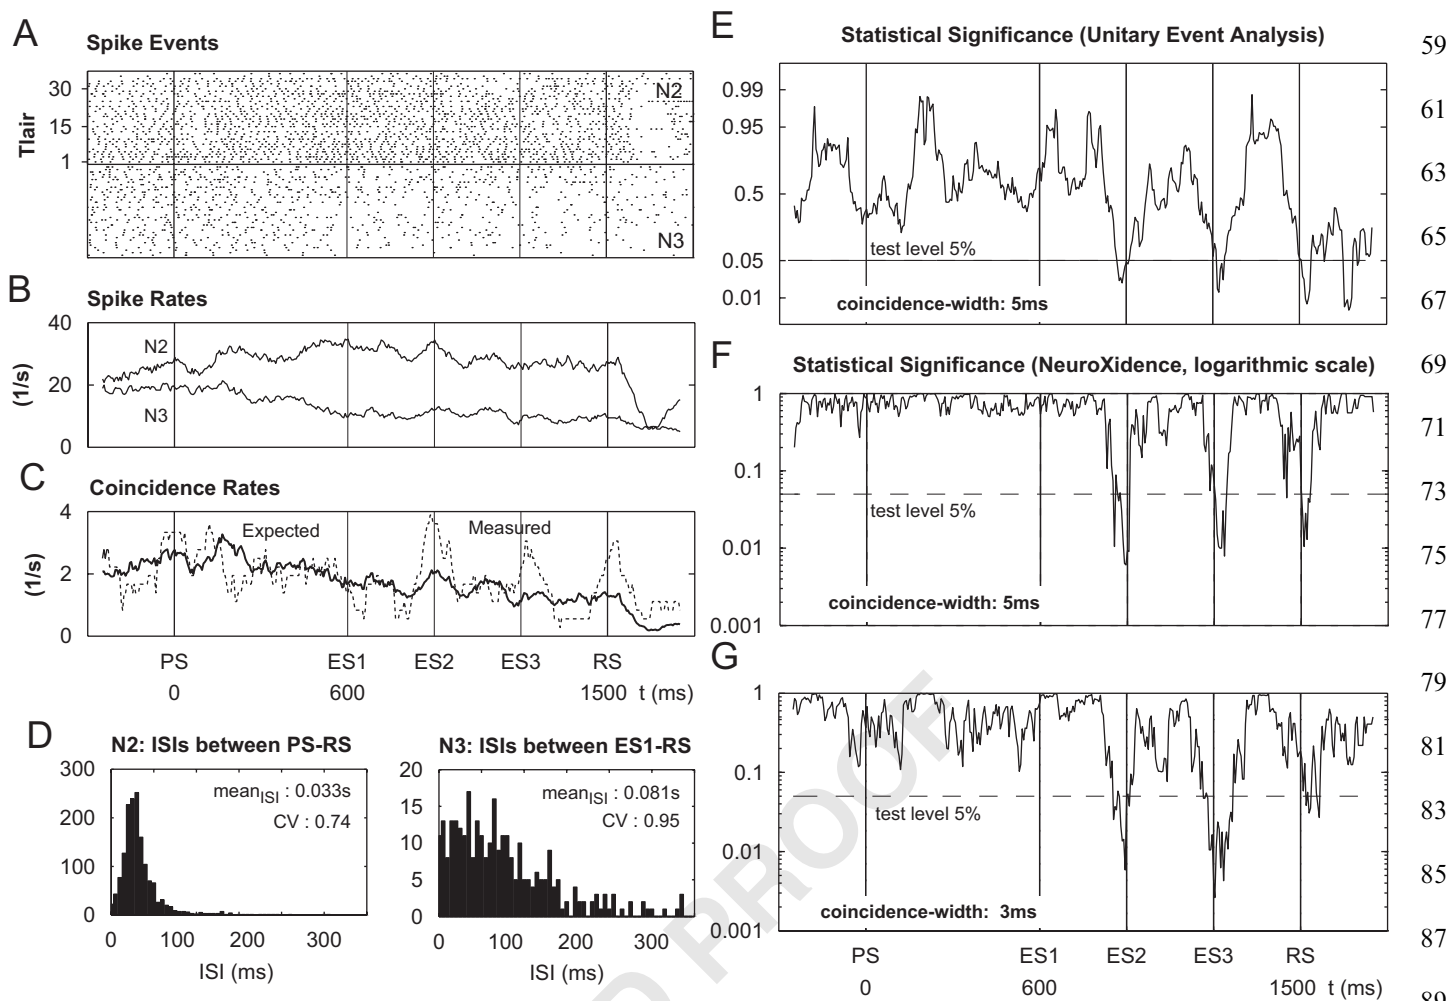 A
Spike Events
Tlair
30
15
1
N2
N3
B
Spike Rates
(1/s)
40
20
0
N2
N3
C
Coincidence Rates
(1/s)
4
2
0
Expected
Measured
PS ES1 ES2 ES3 RS
0 600 1500 t (ms)
D
N2: ISIs between PS-RS
300
200
100
0
meanISI : 0.033s
CV : 0.74
0 100 200 300
ISI (ms)
N3: ISIs between ES1-RS
20
15
10
5
0
meanISI : 0.081s
CV : 0.95
0 100 200 300
ISI (ms)
E
Statistical Significance (Unitary Event Analysis)
0.99
0.95
0.5
0.05
0.01
test level 5%
coincidence-width: 5ms
F
Statistical Significance (NeuroXidence, logarithmic scale)
1
0.1
0.01
0.001
test level 5%
coincidence-width: 5ms
G
1
0.1
0.01
0.001
test level 5%
coincidence-width: 3ms
PS ES1 ES2 ES3 RS
0 600 1500 t (ms)
59
61
63
65
67
69
71
73
75
77
79
81
83
85
87
89
D PROOF